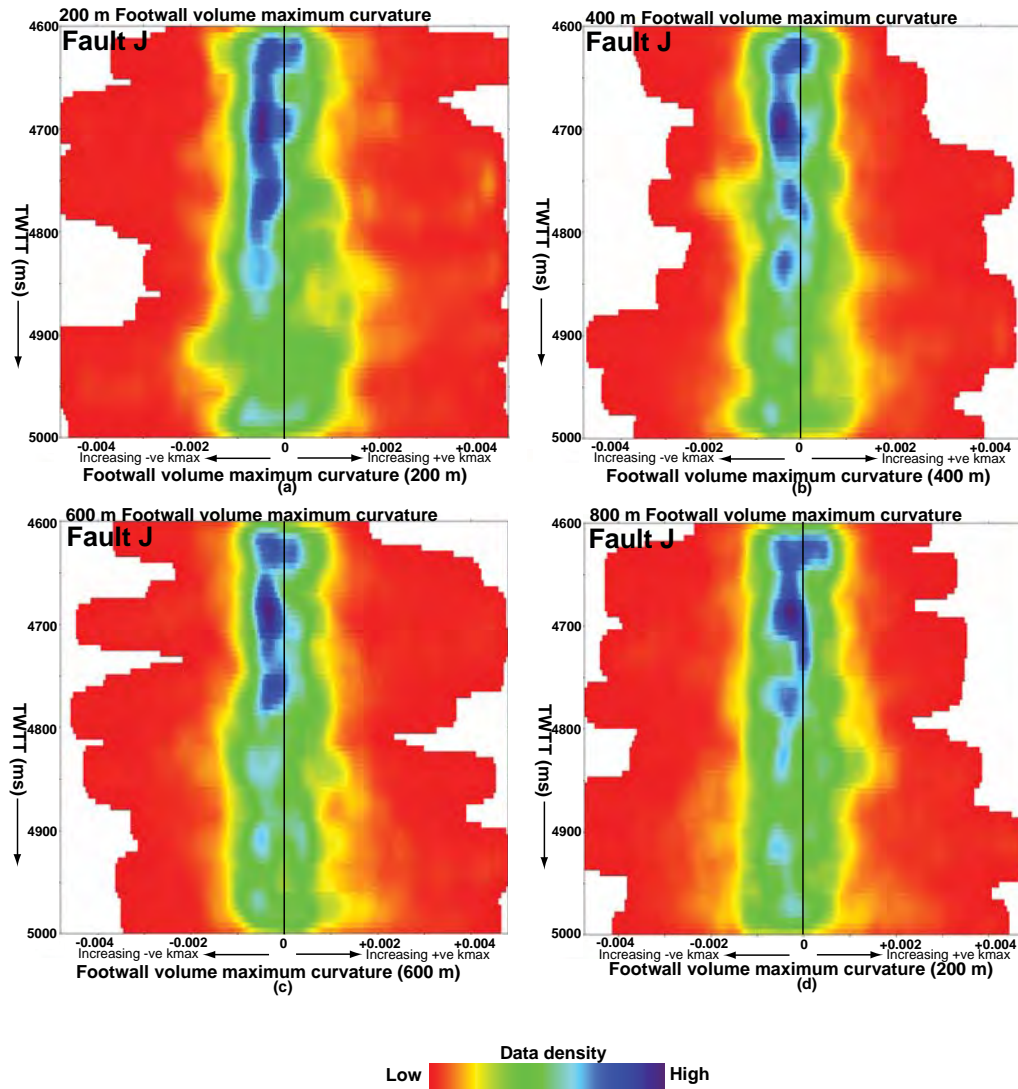 200 m Footwall volume maximum curvature
Fault J
4600
4700
4800
4900
5000
TWTT (ms)
-0.004 -0.002 0 +0.002 +0.004
Increasing -ve kmax Increasing +ve kmax
Footwall volume maximum curvature (200 m)
(a)
400 m Footwall volume maximum curvature
Fault J
4600
4700
4800
4900
5000
TWTT (ms)
-0.004 -0.002 0 +0.002 +0.004
Increasing -ve kmax Increasing +ve kmax
Footwall volume maximum curvature (400 m)
(b)
600 m Footwall volume maximum curvature
Fault J
4600
4700
4800
4900
5000
TWTT (ms)
-0.004 -0.002 0 +0.002 +0.004
Increasing -ve kmax Increasing +ve kmax
Footwall volume maximum curvature (600 m)
(c)
800 m Footwall volume maximum curvature
Fault J
4600
4700
4800
4900
5000
TWTT (ms)
-0.004 -0.002 0 +0.002 +0.004
Increasing -ve kmax Increasing +ve kmax
Footwall volume maximum curvature (200 m)
(d)
Data density
Low High